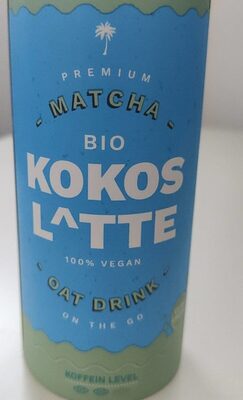 PREMIUM
- MATCHA -
BIO
KOKOS
L^TTE
100% VEGAN
- OAT DRINK -
ON THE GO
KOFFEIN LEVEL